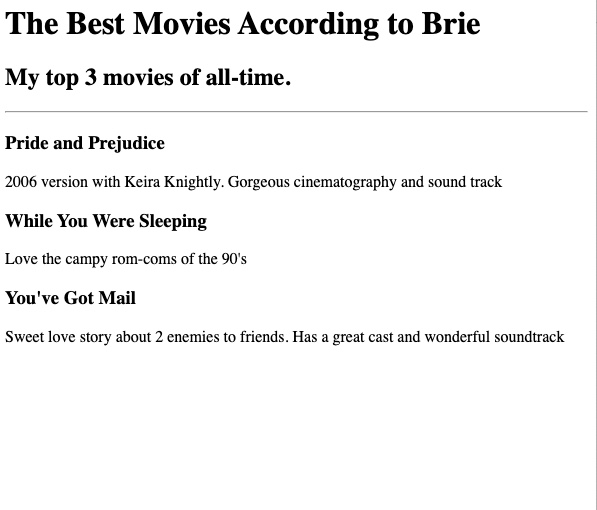 The Best Movies According to Brie
My top 3 movies of all-time.
Pride and Prejudice
2006 version with Keira Knightly. Gorgeous cinematography and sound track
While You Were Sleeping
Love the campy rom-coms of the 90's
You've Got Mail
Sweet love story about 2 enemies to friends. Has a great cast and wonderful soundtrack